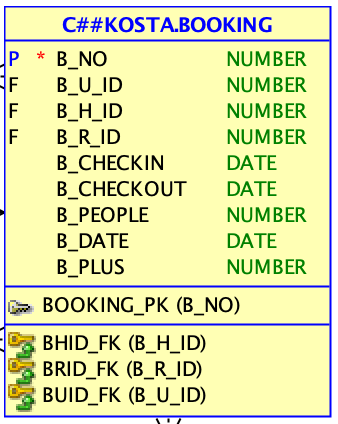 C##KOSTA.BOOKING
P * B_NO NUMBER
F B_U_ID NUMBER
F B_H_ID NUMBER
F B_R_ID NUMBER
B_CHECKIN DATE
B_CHECKOUT DATE
B_PEOPLE NUMBER
B_DATE DATE
B_PLUS NUMBER
BOOKING_PK (B_NO)
BHID_FK (B_H_ID)
BRID_FK (B_R_ID)
BUID_FK (B_U_ID)